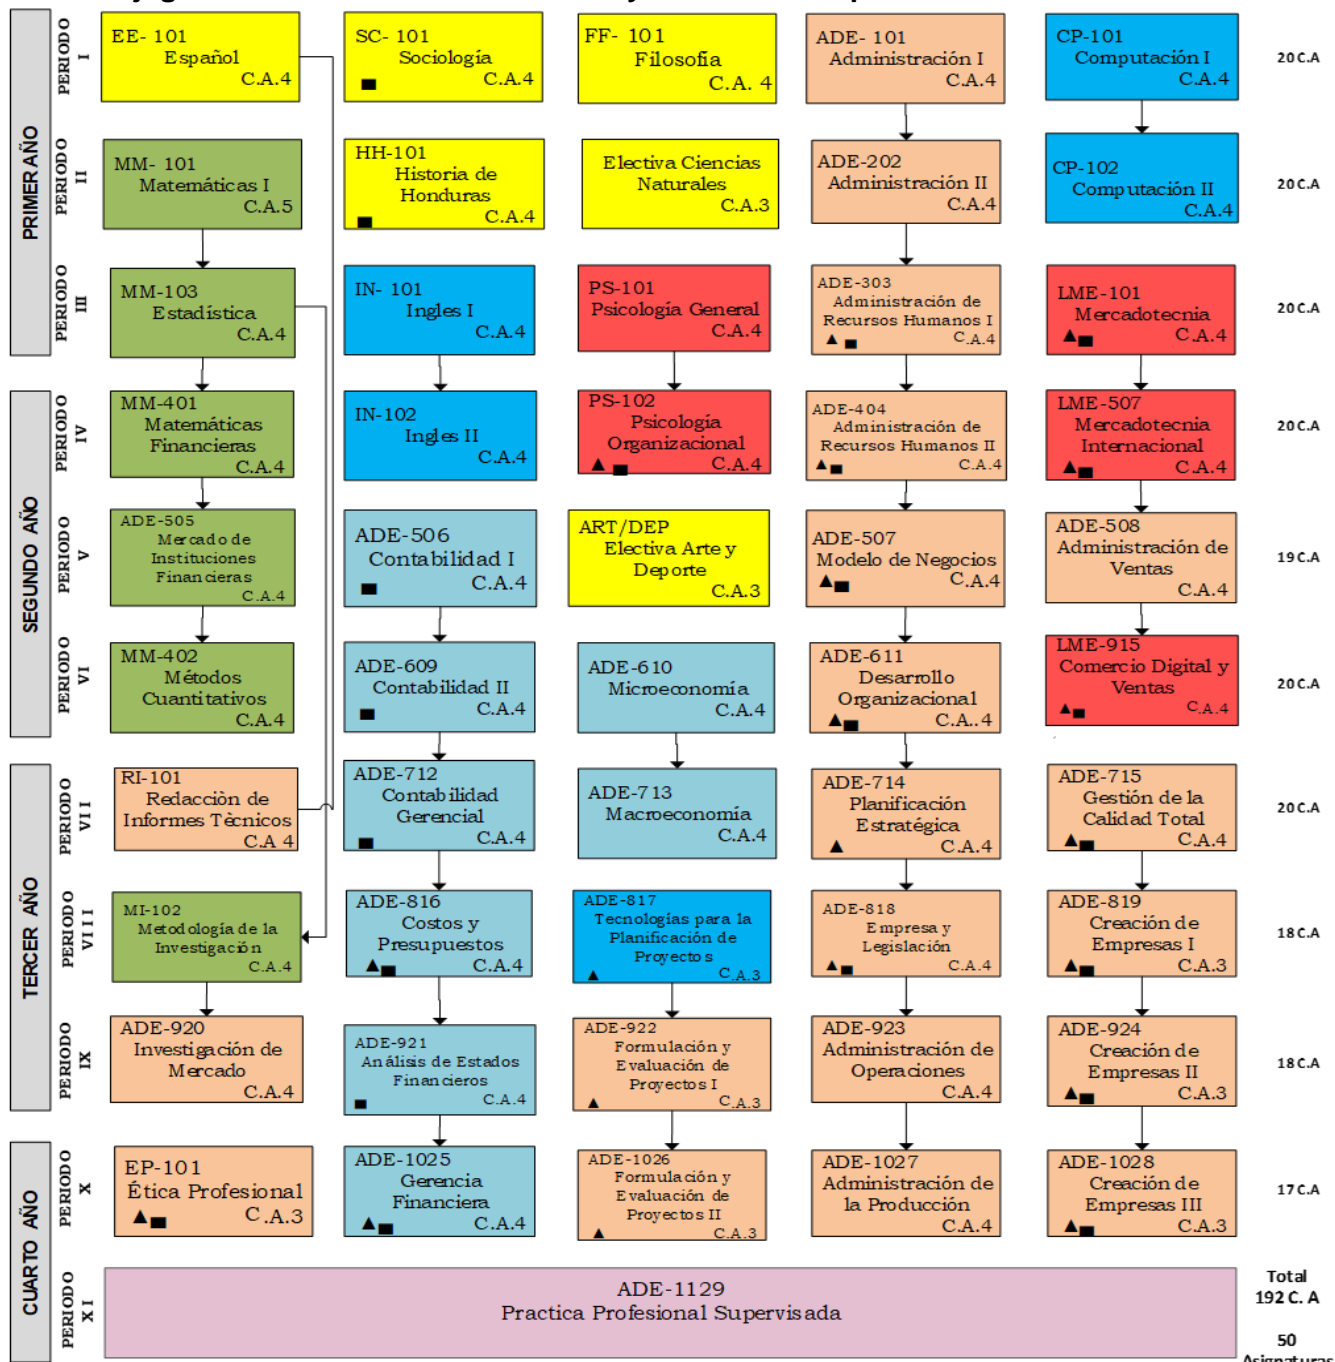 PRIMER AÑO
PERIODO
I
EE- 101
Español
C.A.4
SC- 101
Sociología
C.A.4
FF- 101
Filosofía
C.A. 4
ADE- 101
Administración I
C.A.4
CP-101
Computación I
C.A.4
20 C.A
PERIODO
II
MM- 101
Matemáticas I
C.A.5
HH-101
Historia de
Honduras
C.A.4
Electiva Ciencias
Naturales
C.A.3
ADE-202
Administración II
C.A.4
CP-102
Computación II
C.A.4
20 C.A
PERIODO
III
MM-103
Estadística
C.A.4
IN- 101
Ingles I
C.A.4
PS-101
Psicología General
C.A.4
ADE-303
Administración de
Recursos Humanos I
C.A.4
LME-101
Mercadotecnia
C.A.4
20 C.A
SEGUNDO AÑO
PERIODO
IV
MM-401
Matemáticas
Financieras
C.A.4
IN-102
Ingles II
C.A.4
PS-102
Psicología
Organizacional
C.A.4
ADE-404
Administración de
Recursos Humanos II
C.A.4
LME-507
Mercadotecnia
Internacional
C.A.4
20 C.A
PERIODO
V
ADE-505
Mercado de
Instituciones
Financieras
C.A.4
ADE-506
Contabilidad I
C.A.4
ART/DEP
Electiva Arte y
Deporte
C.A.3
ADE-507
Modelo de Negocios
C.A.4
ADE-508
Administración de
Ventas
C.A.4
19 C.A
PERIODO
VI
MM-402
Métodos
Cuantitativos
C.A.4
ADE-609
Contabilidad II
C.A.4
ADE-610
Microeconomía
C.A.4
ADE-611
Desarrollo
Organizacional
C.A..4
LME-915
Comercio Digital y
Ventas
C.A.4
20 C.A
TERCER AÑO
PERIODO
VII
RI-101
Redacciòn de
Informes Tècnicos
C.A 4
ADE-712
Contabilidad
Gerencial
C.A.4
ADE-713
Macroeconomía
C.A.4
ADE-714
Planificación
Estratégica
C.A.4
ADE-715
Gestión de la
Calidad Total
C.A.4
20 C.A
PERIODO
VIII
MI-102
Metodología de la
Investigación
C.A.4
ADE-816
Costos y
Presupuestos
C.A.4
ADE-817
Tecnologías para la
Planificación de
Proyectos
C.A.3
ADE-818
Empresa y
Legislación
C.A.4
ADE-819
Creación de
Empresas I
C.A.3
18 C.A
PERIODO
IX
ADE-920
Investigación de
Mercado
C.A.4
ADE-921
Análisis de Estados
Financieros
C.A.4
ADE-922
Formulación y
Evaluación de
Proyectos I
C.A.3
ADE-923
Administración de
Operaciones
C.A.4
ADE-924
Creación de
Empresas II
C.A.3
18 C.A
CUARTO AÑO
PERIODO
X
EP-101
Ética Profesional
C.A.3
ADE-1025
Gerencia
Financiera
C.A.4
ADE-1026
Formulación y
Evaluación de
Proyectos II
C.A.3
ADE-1027
Administración de
la Producción
C.A.4
ADE-1028
Creación de
Empresas III
C.A.3
17 C.A
PERIODO
XI
ADE-1129
Practica Profesional Supervisada
Total
192 C. A
50
Asignaturas